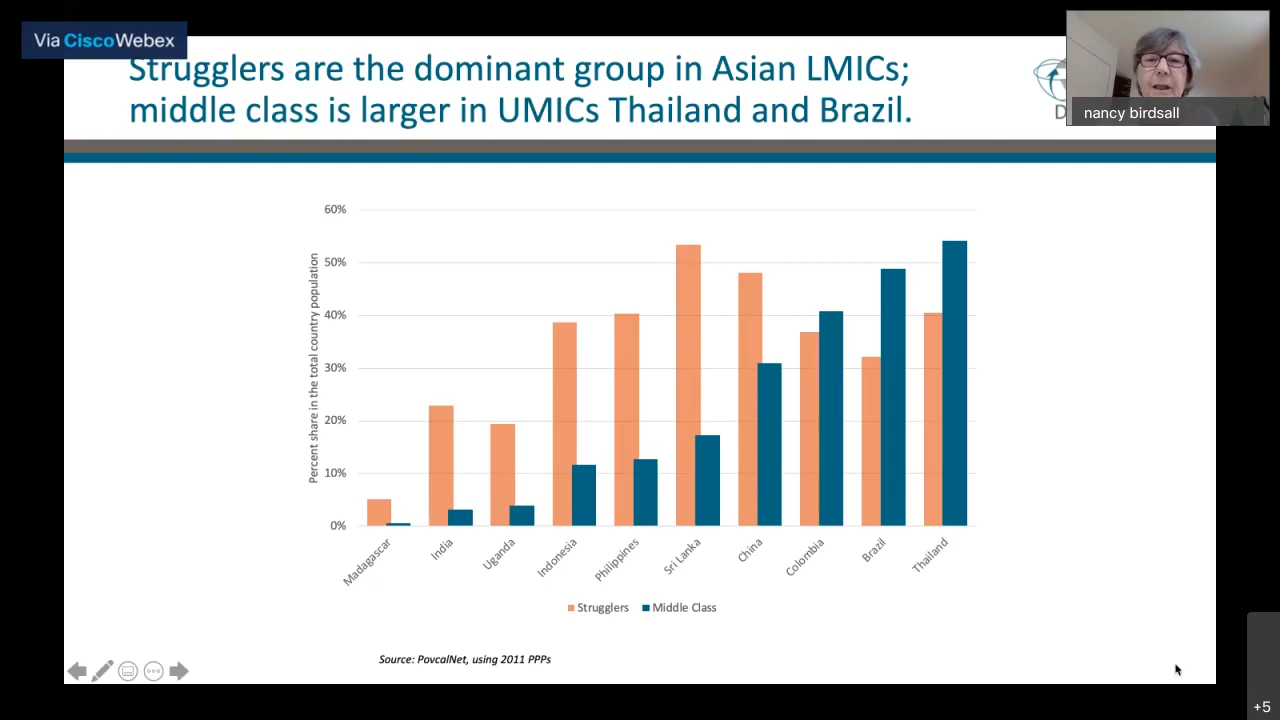 Via CiscoWebex
Strugglers are the dominant group in Asian LMICs;
middle class is larger in UMICs Thailand and Brazil.
nancy birdsall
Percent share in the total country population
60%
50%
40%
30%
20%
10%
0%
Madagascar
India
Uganda
Indonesia
Philippines
Sri Lanka
China
Colombia
Brazil
Thailand
Strugglers Middle Class
Source: PovcalNet, using 2011 PPPs
+5